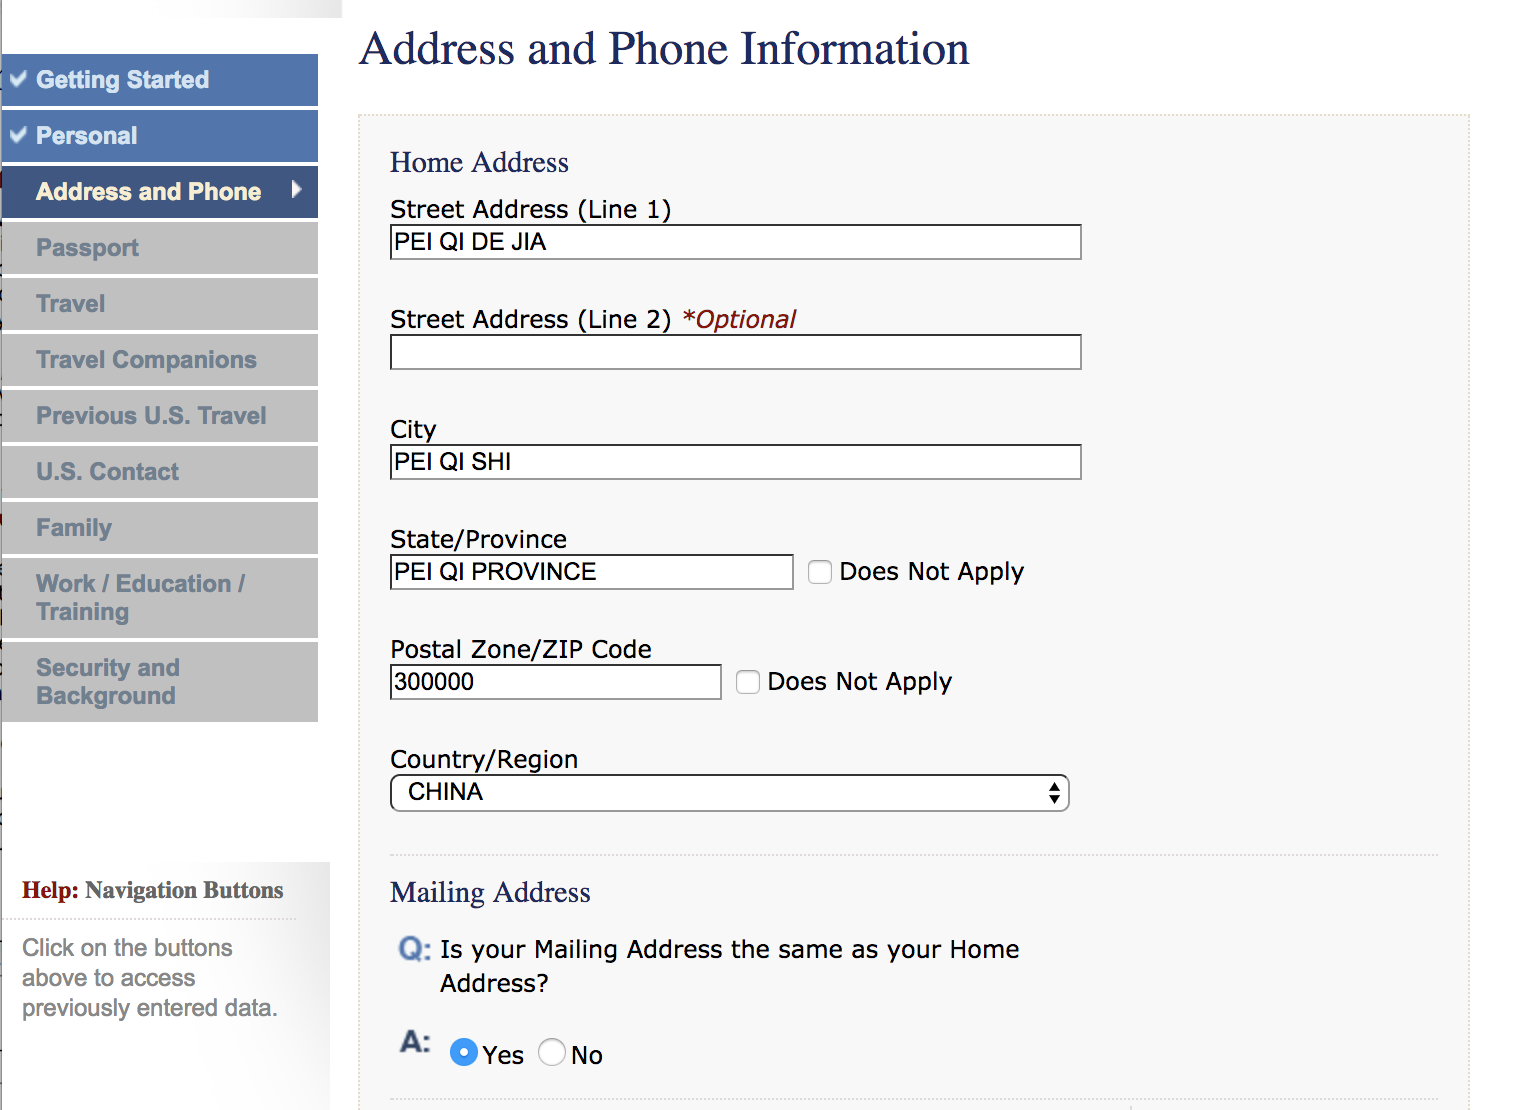 Address and Phone Information
Getting Started
Personal
Address and Phone
Passport
Travel
Travel Companions
Previous U.S. Travel
U.S. Contact
Family
Work / Education /
Training
Security and
Background
Help: Navigation Buttons
Click on the buttons
above to access
previously entered data.
Home Address
Street Address (Line 1)
PEI QI DE JIA
Street Address (Line 2) *Optional
City
PEI QI SHI
State/Province
PEI QI PROVINCE
Does Not Apply
Postal Zone/ZIP Code
300000
Does Not Apply
Country/Region
CHINA
Mailing Address
Q: Is your Mailing Address the same as your Home
Address?
A: Yes No